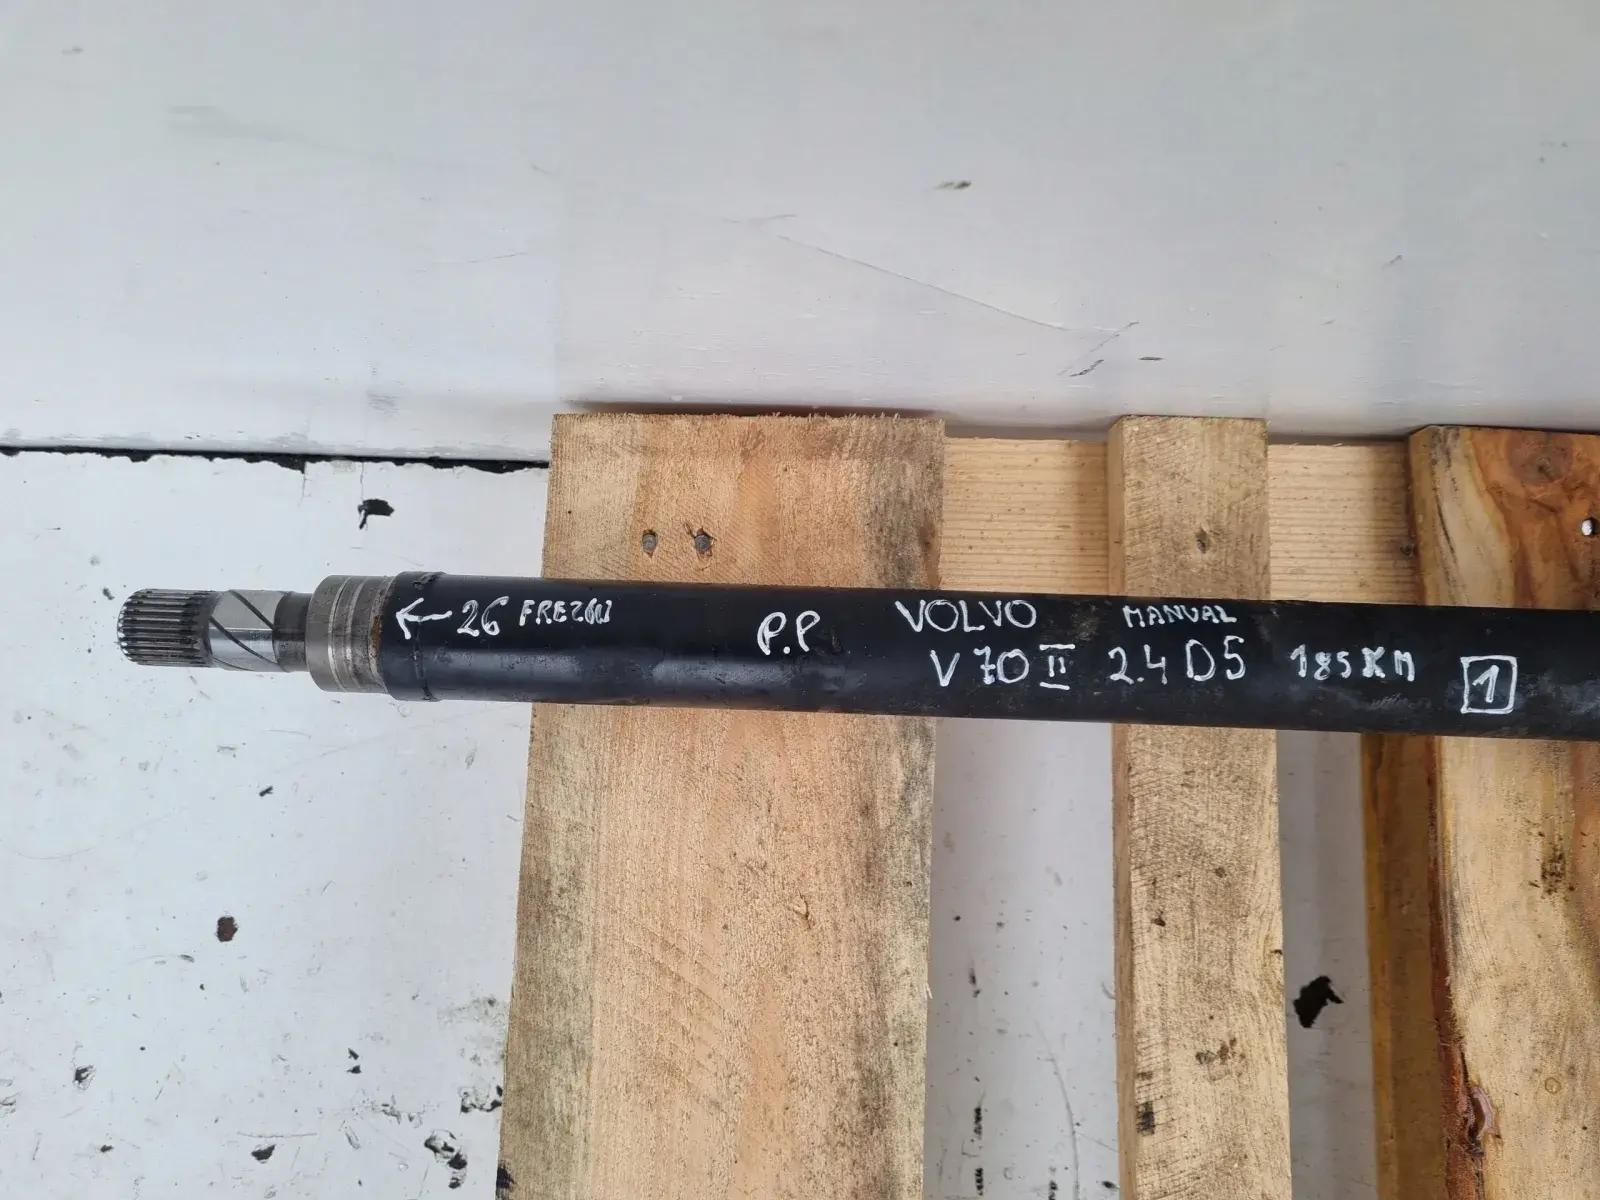 ← 26 FREZÓW
P.P
VOLVO MANUAL
V70 II 2.4 D5 185KM
1